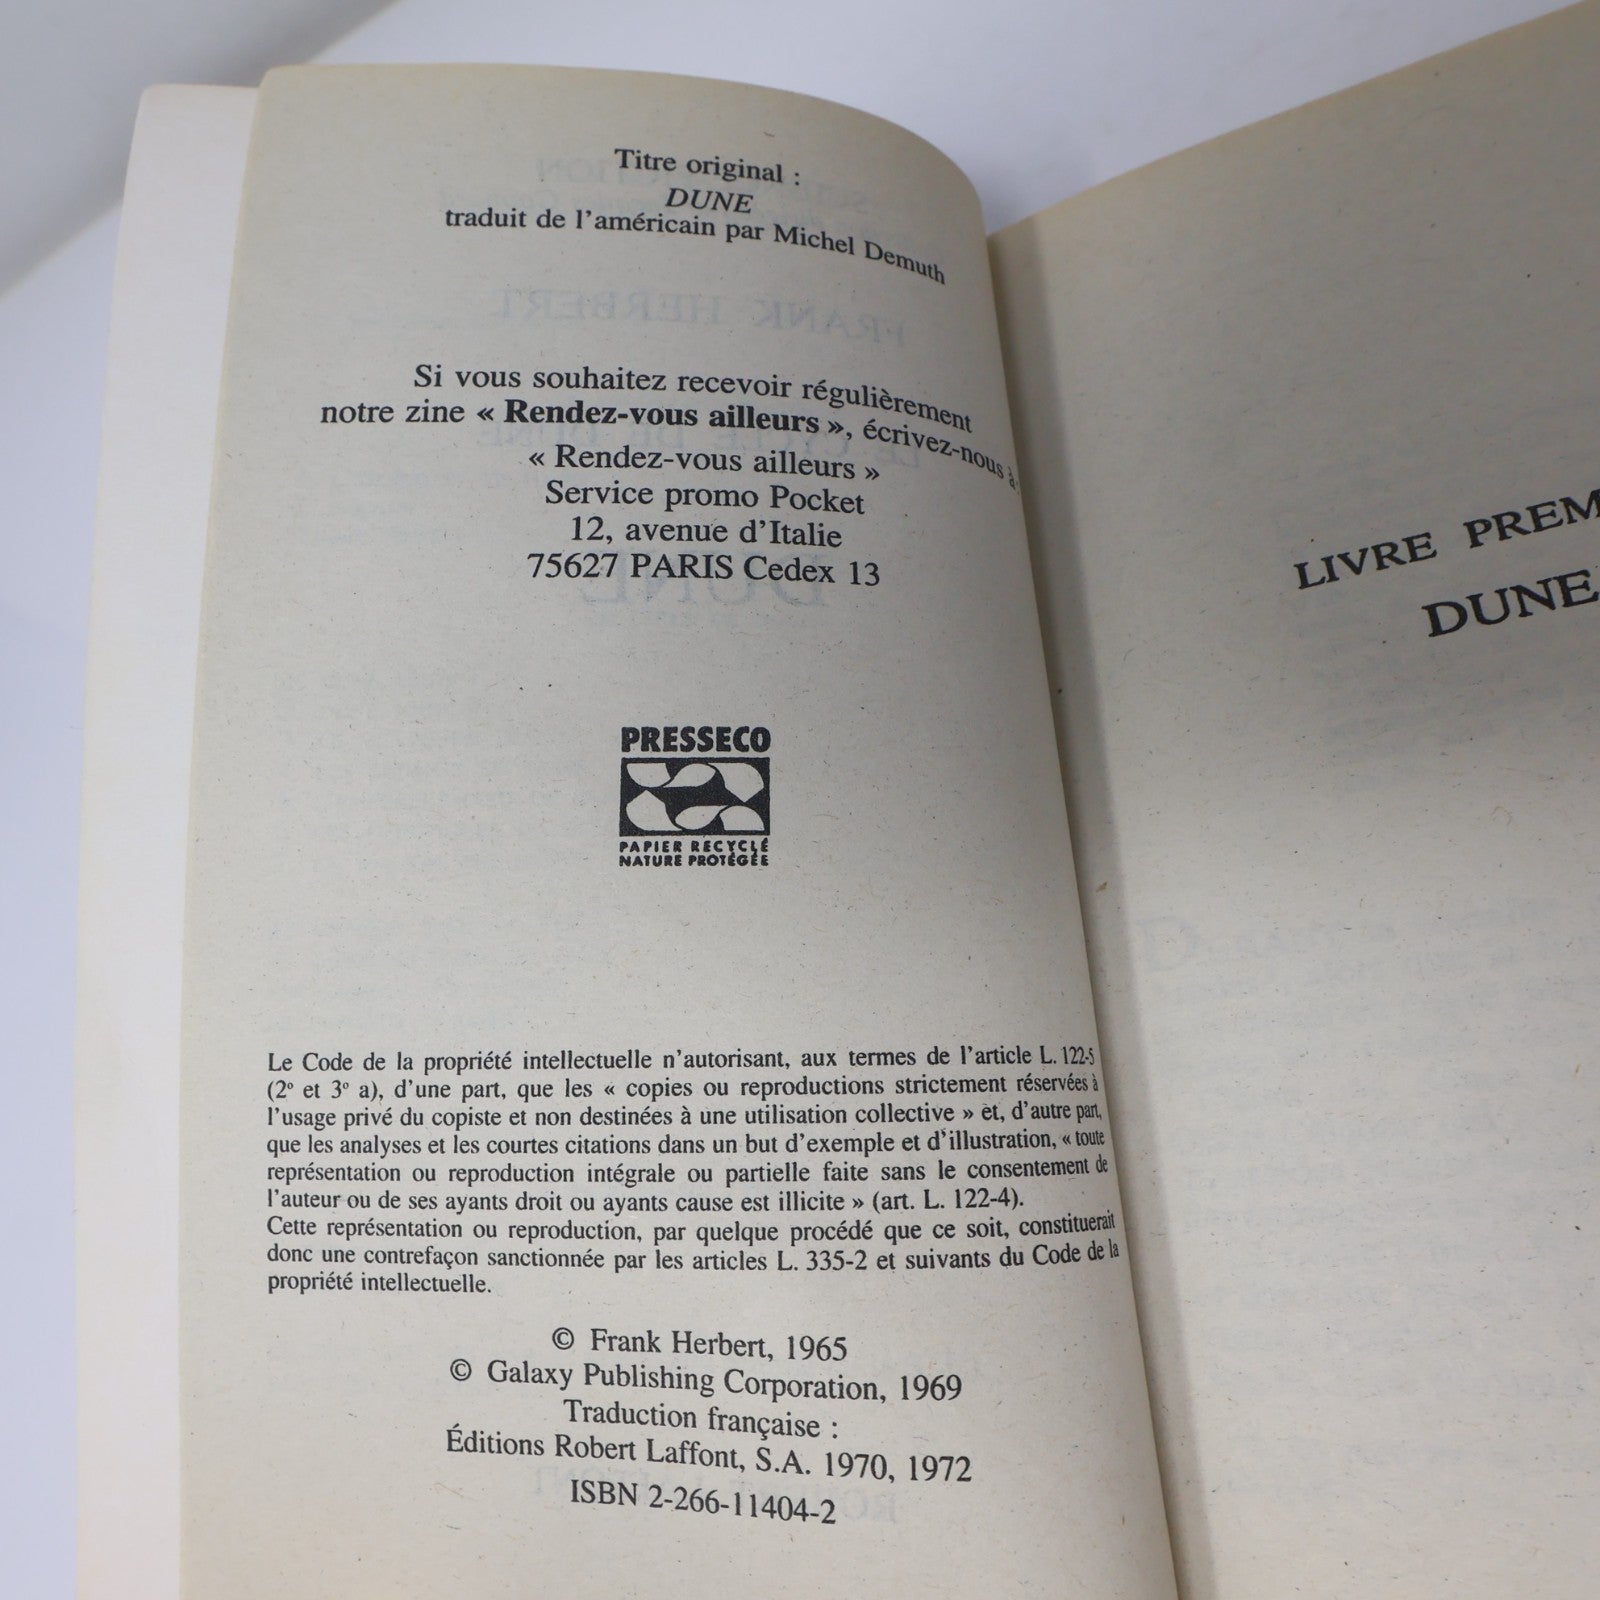 Titre original :
DUNE
traduit de l'américain par Michel Demuth
Si vous souhaitez recevoir régulièrement
notre zine « Rendez-vous ailleurs », écrivez-nous à
« Rendez-vous ailleurs »
Service promo Pocket
12, avenue d'Italie
75627 PARIS Cedex 13
PRESSECO
PAPIER RECYCLÉ
NATURE PROTÉGÉE
Le Code de la propriété intellectuelle n'autorisant, aux termes de l'article L. 122-5
(2º et 3º a), d'une part, que les « copies ou reproductions strictement réservées à
l'usage privé du copiste et non destinées à une utilisation collective » et, d'autre part,
que les analyses et les courtes citations dans un but d'exemple et d'illustration, « toute
représentation ou reproduction intégrale ou partielle faite sans le consentement de
l'auteur ou de ses ayants droit ou ayants cause est illicite » (art. L. 122-4).
Cette représentation ou reproduction, par quelque procédé que ce soit, constituerait
donc une contrefaçon sanctionnée par les articles L. 335-2 et suivants du Code de la
propriété intellectuelle.
© Frank Herbert, 1965
© Galaxy Publishing Corporation, 1969
Traduction française :
Éditions Robert Laffont, S.A. 1970, 1972
ISBN 2-266-11404-2
LIVRE PREM
DUNE